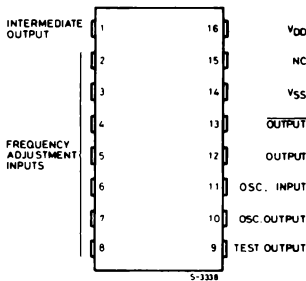 INTERMEDIATE
OUTPUT
FREQUENCY
ADJUSTMENT
INPUTS
1
2
3
4
5
6
7
8
16
15
14
13
12
11
10
9
VDD
NC
VSS
OUTPUT
OUTPUT
OSC. INPUT
OSC. OUTPUT
TEST OUTPUT
S-3338